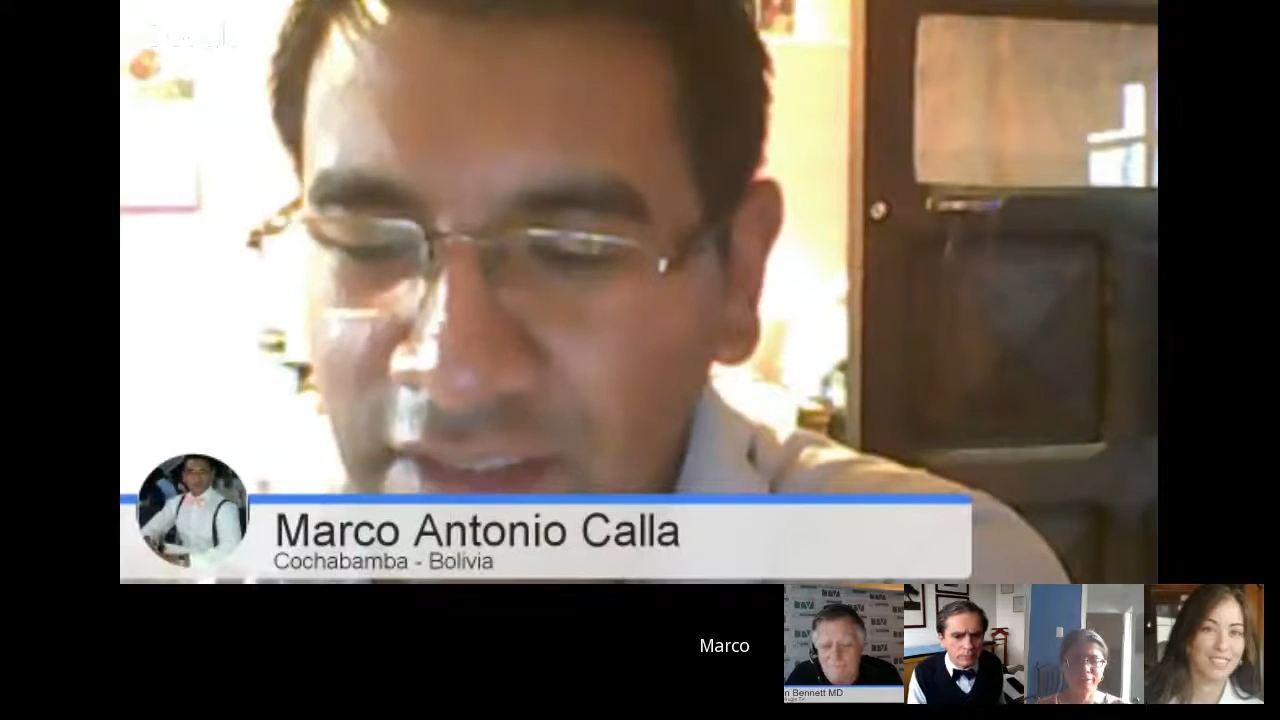 Marco Antonio Calla
Cochabamba - Bolivia
Marco
n Bennett MD